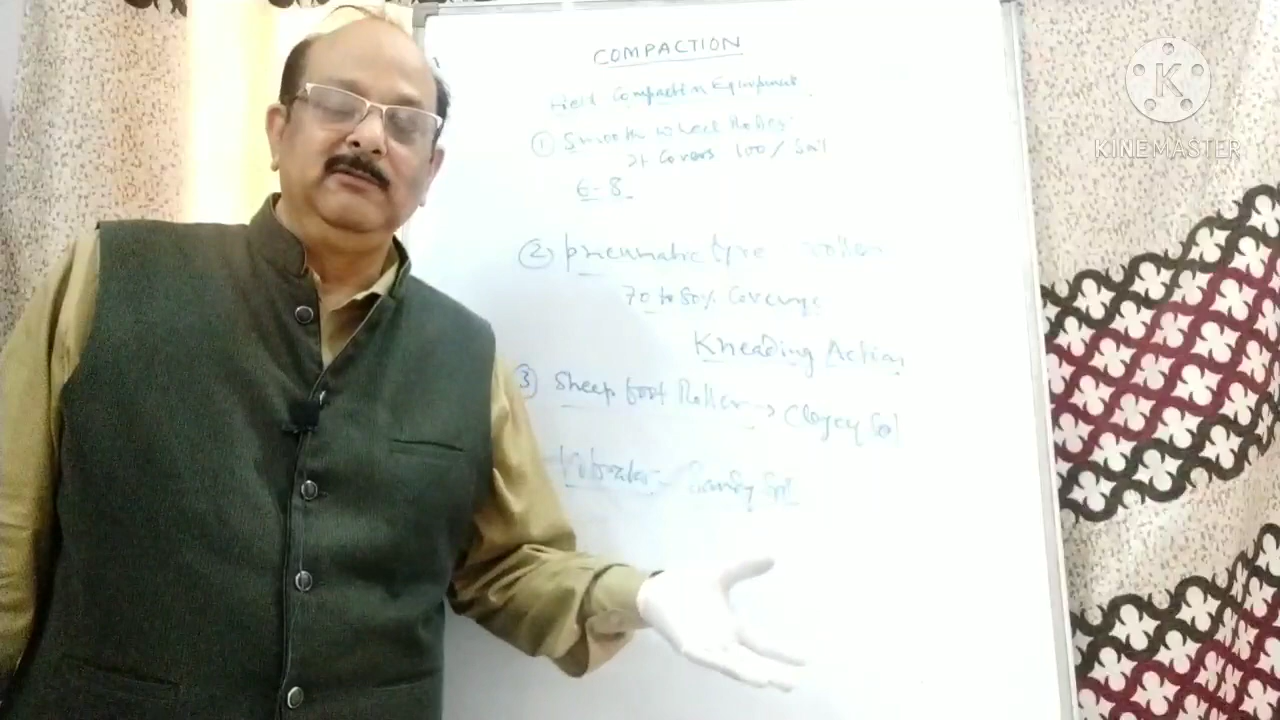 COMPACTION
Field Compaction Equipment
① Smooth wheel Roller
It Covers 100% Soil
6-8
② pneumatic tyre roller
70 to 80% Coverage
Kneading Action
③ Sheep foot Roller → Clayey Soil
Vibrator - Sandy Soil
K
KINEMASTER